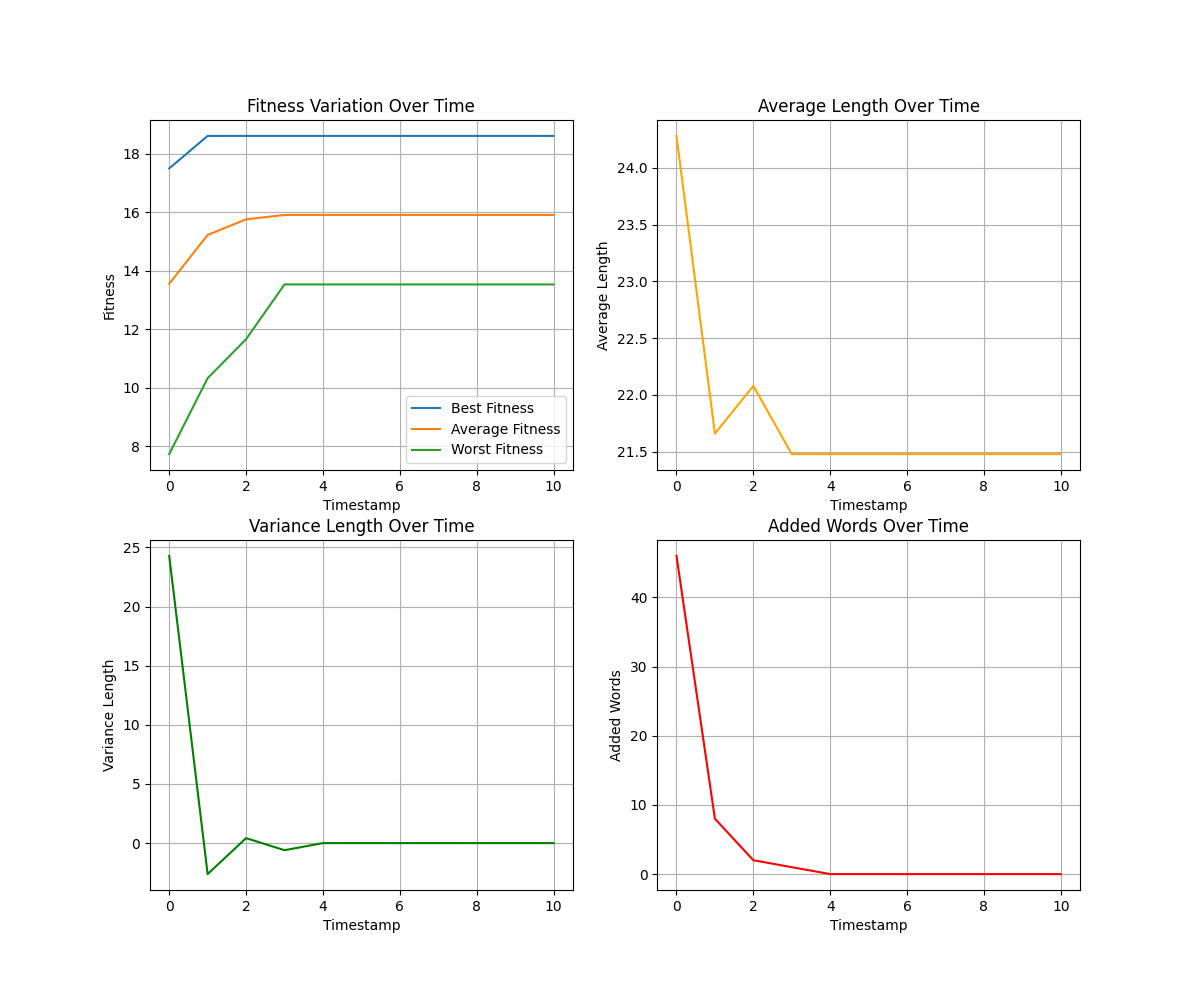 Fitness Variation Over Time
18
16
14
12
10
8
Fitness
0 2 4 6 8 10
Timestamp
Best Fitness
Average Fitness
Worst Fitness
Average Length Over Time
24.0
23.5
23.0
22.5
22.0
21.5
Average Length
0 2 4 6 8 10
Timestamp
Variance Length Over Time
25
20
15
10
5
0
Variance Length
0 2 4 6 8 10
Timestamp
Added Words Over Time
40
30
20
10
0
Added Words
0 2 4 6 8 10
Timestamp